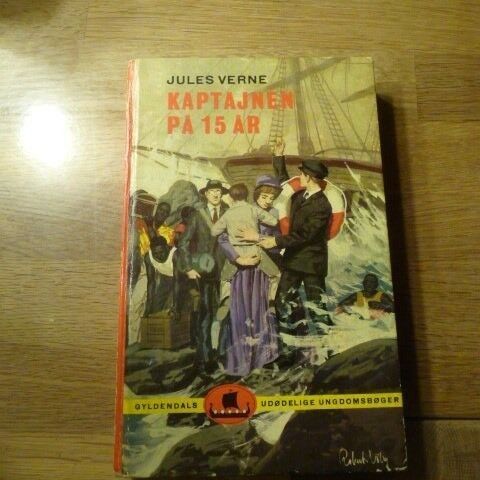 JULES VERNE
KAPTAJNEN
PÅ 15 ÅR
GYLDENDALS UDØDELIGE UNGDOMSBØGER